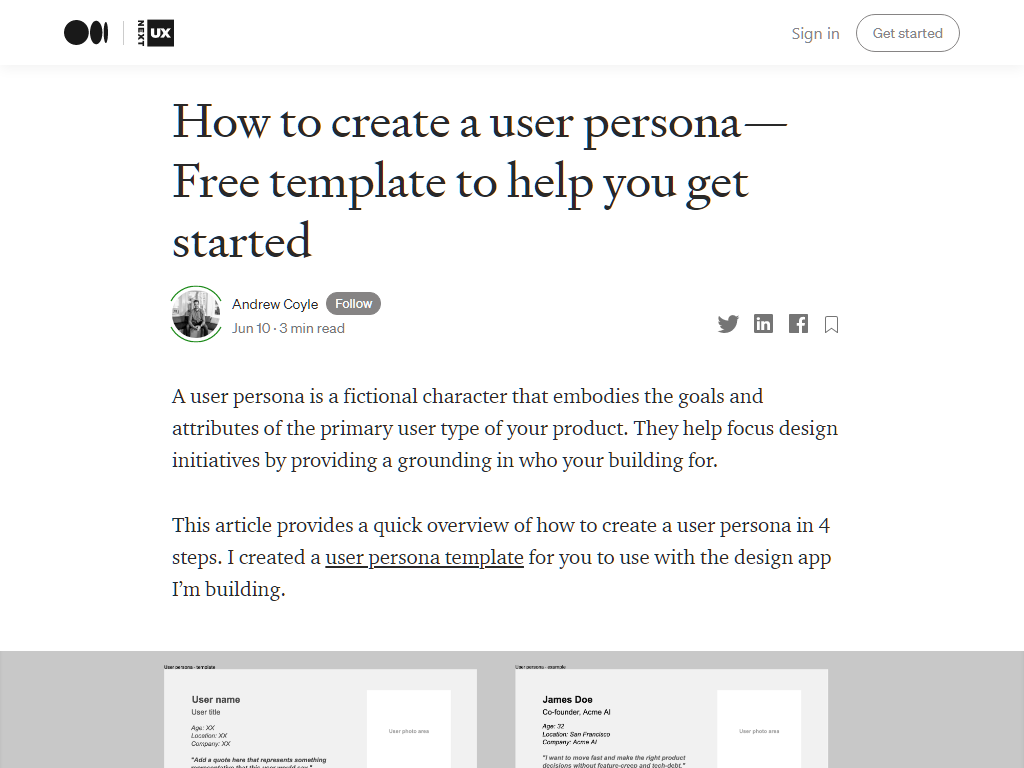 NEXT UX
Sign in
Get started
How to create a user persona—
Free template to help you get
started
Andrew Coyle
Follow
Jun 10 · 3 min read
A user persona is a fictional character that embodies the goals and
attributes of the primary user type of your product. They help focus design
initiatives by providing a grounding in who your building for.
This article provides a quick overview of how to create a user persona in 4
steps. I created a user persona template for you to use with the design app
I’m building.
User persona - template
User name
User title
Age: XX
Location: XX
Company: XX
"Add a quote here that represents something
representative that this user would say."
User photo area
User persona - example
James Doe
Co-founder, Acme AI
Age: 32
Location: San Francisco
Company: Acme AI
"I want to move fast and make the right product
decisions without feature-creep and tech-debt."
User photo area